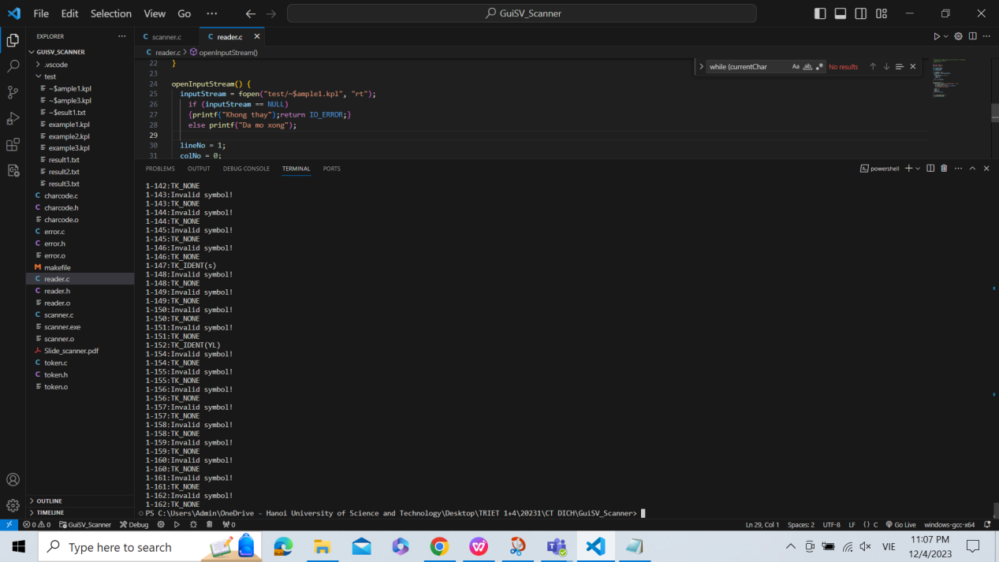 File Edit Selection View Go ··· GuiSV_Scanner
EXPLORER ···
GUISV_SCANNER
.vscode
test
~$ample1.kpl
~$ample3.kpl
~$esult1.txt
example1.kpl
example2.kpl
example3.kpl
result1.txt
result2.txt
result3.txt
C charcode.c
C charcode.h
charcode.o
C error.c
C error.h
error.o
M makefile
C reader.c
C reader.h
reader.o
C scanner.c
scanner.exe
scanner.o
Slide_scanner.pdf
C token.c
C token.h
token.o
OUTLINE
TIMELINE
C scanner.c C reader.c
C reader.c > openInputStream()
while (currentChar Aa ab .* No results
22 }
23
24 openInputStream() {
25 inputStream = fopen("test/~$ample1.kpl", "rt");
26 if (inputStream == NULL)
27 {printf("Khong thay");return IO_ERROR;}
28 else printf("Da mo xong");
29
30 lineNo = 1;
31 colNo = 0;
PROBLEMS OUTPUT DEBUG CONSOLE TERMINAL PORTS powershell
1-142:TK_NONE
1-143:Invalid symbol!
1-143:TK_NONE
1-144:Invalid symbol!
1-144:TK_NONE
1-145:Invalid symbol!
1-145:TK_NONE
1-146:Invalid symbol!
1-146:TK_NONE
1-147:TK_IDENT(s)
1-148:Invalid symbol!
1-148:TK_NONE
1-149:Invalid symbol!
1-149:TK_NONE
1-150:Invalid symbol!
1-150:TK_NONE
1-151:Invalid symbol!
1-151:TK_NONE
1-152:TK_IDENT(YL)
1-154:Invalid symbol!
1-154:TK_NONE
1-155:Invalid symbol!
1-155:TK_NONE
1-156:Invalid symbol!
1-156:TK_NONE
1-157:Invalid symbol!
1-157:TK_NONE
1-158:Invalid symbol!
1-158:TK_NONE
1-159:Invalid symbol!
1-159:TK_NONE
1-160:Invalid symbol!
1-160:TK_NONE
1-161:Invalid symbol!
1-161:TK_NONE
1-162:Invalid symbol!
1-162:TK_NONE
PS C:\Users\Admin\OneDrive - Hanoi University of Science and Technology\Desktop\TRIET 1+4\20231\CT DICH\GuiSV_Scanner>
0 0 GuiSV_Scanner Debug 0 Ln 29, Col 1 Spaces: 2 UTF-8 LF {} C Go Live windows-gcc-x64
Type here to search
VIE
11:07 PM
12/4/2023